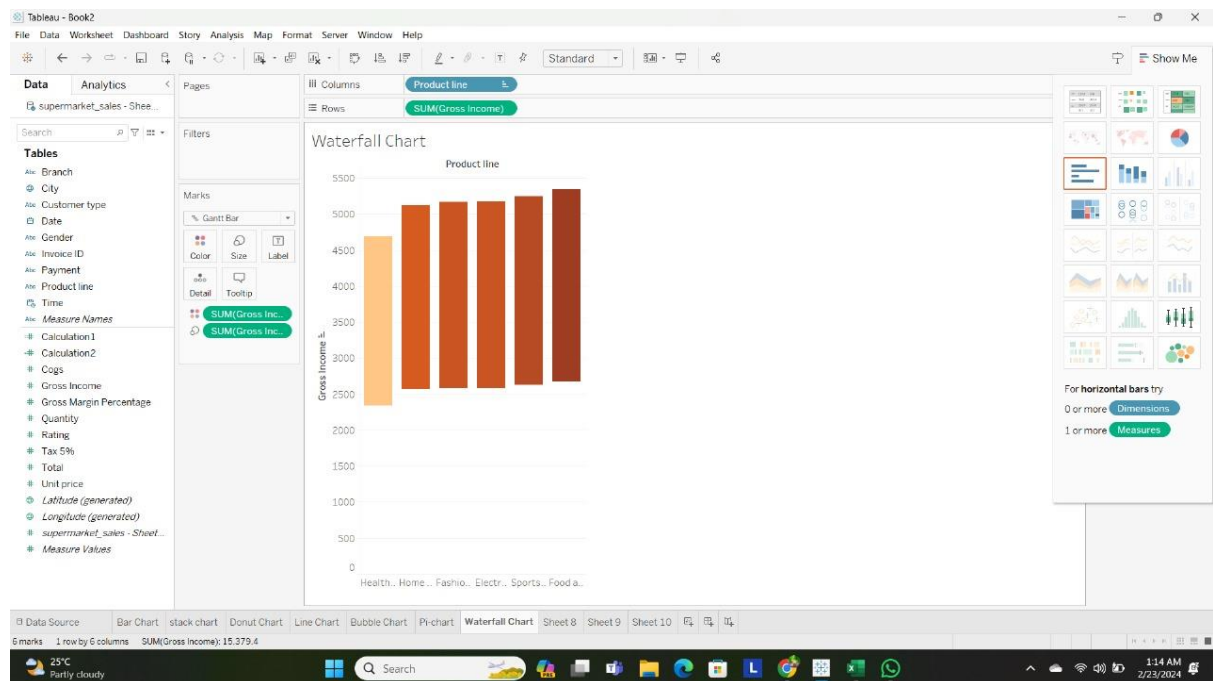 Tableau - Book2
File Data Worksheet Dashboard Story Analysis Map Format Server Window Help
Standard
Show Me
Data Analytics
supermarket_sales - Shee...
Search
Tables
Abc Branch
City
Abc Customer type
Date
Abc Gender
Abc Invoice ID
Abc Payment
Abc Product line
Time
Abc Measure Names
Calculation1
Calculation2
# Cogs
# Gross Income
# Gross Margin Percentage
# Quantity
# Rating
# Tax 5%
# Total
# Unit price
Latitude (generated)
Longitude (generated)
# supermarket_sales - Sheet...
# Measure Values
Pages
Filters
Marks
Gantt Bar
Color Size Label
Detail Tooltip
SUM(Gross Inc..
SUM(Gross Inc..
Columns Product line
Rows SUM(Gross Income)
Waterfall Chart
Product line
5500
5000
4500
4000
3500
3000
2500
2000
1500
1000
500
0
Gross Income
Health.. Home .. Fashio.. Electr.. Sports.. Food a..
For horizontal bars try
0 or more Dimensions
1 or more Measures
Data Source Bar Chart stack chart Donut Chart Line Chart Bubble Chart Pi-chart Waterfall Chart Sheet 8 Sheet 9 Sheet 10
6 marks 1 row by 6 columns SUM(Gross Income): 15,379.4
25°C
Partly cloudy
Search
1:14 AM
2/23/2024